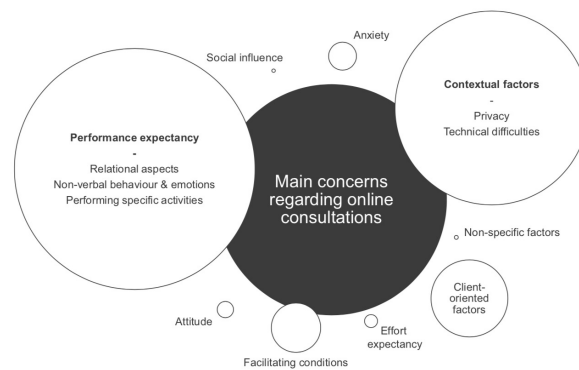 Anxiety
Social influence
Contextual factors
-
Privacy
Technical difficulties
Performance expectancy
-
Relational aspects
Non-verbal behaviour & emotions
Performing specific activities
Main concerns
regarding online
consultations
Non-specific factors
Client-
oriented
factors
Attitude
Effort
expectancy
Facilitating conditions